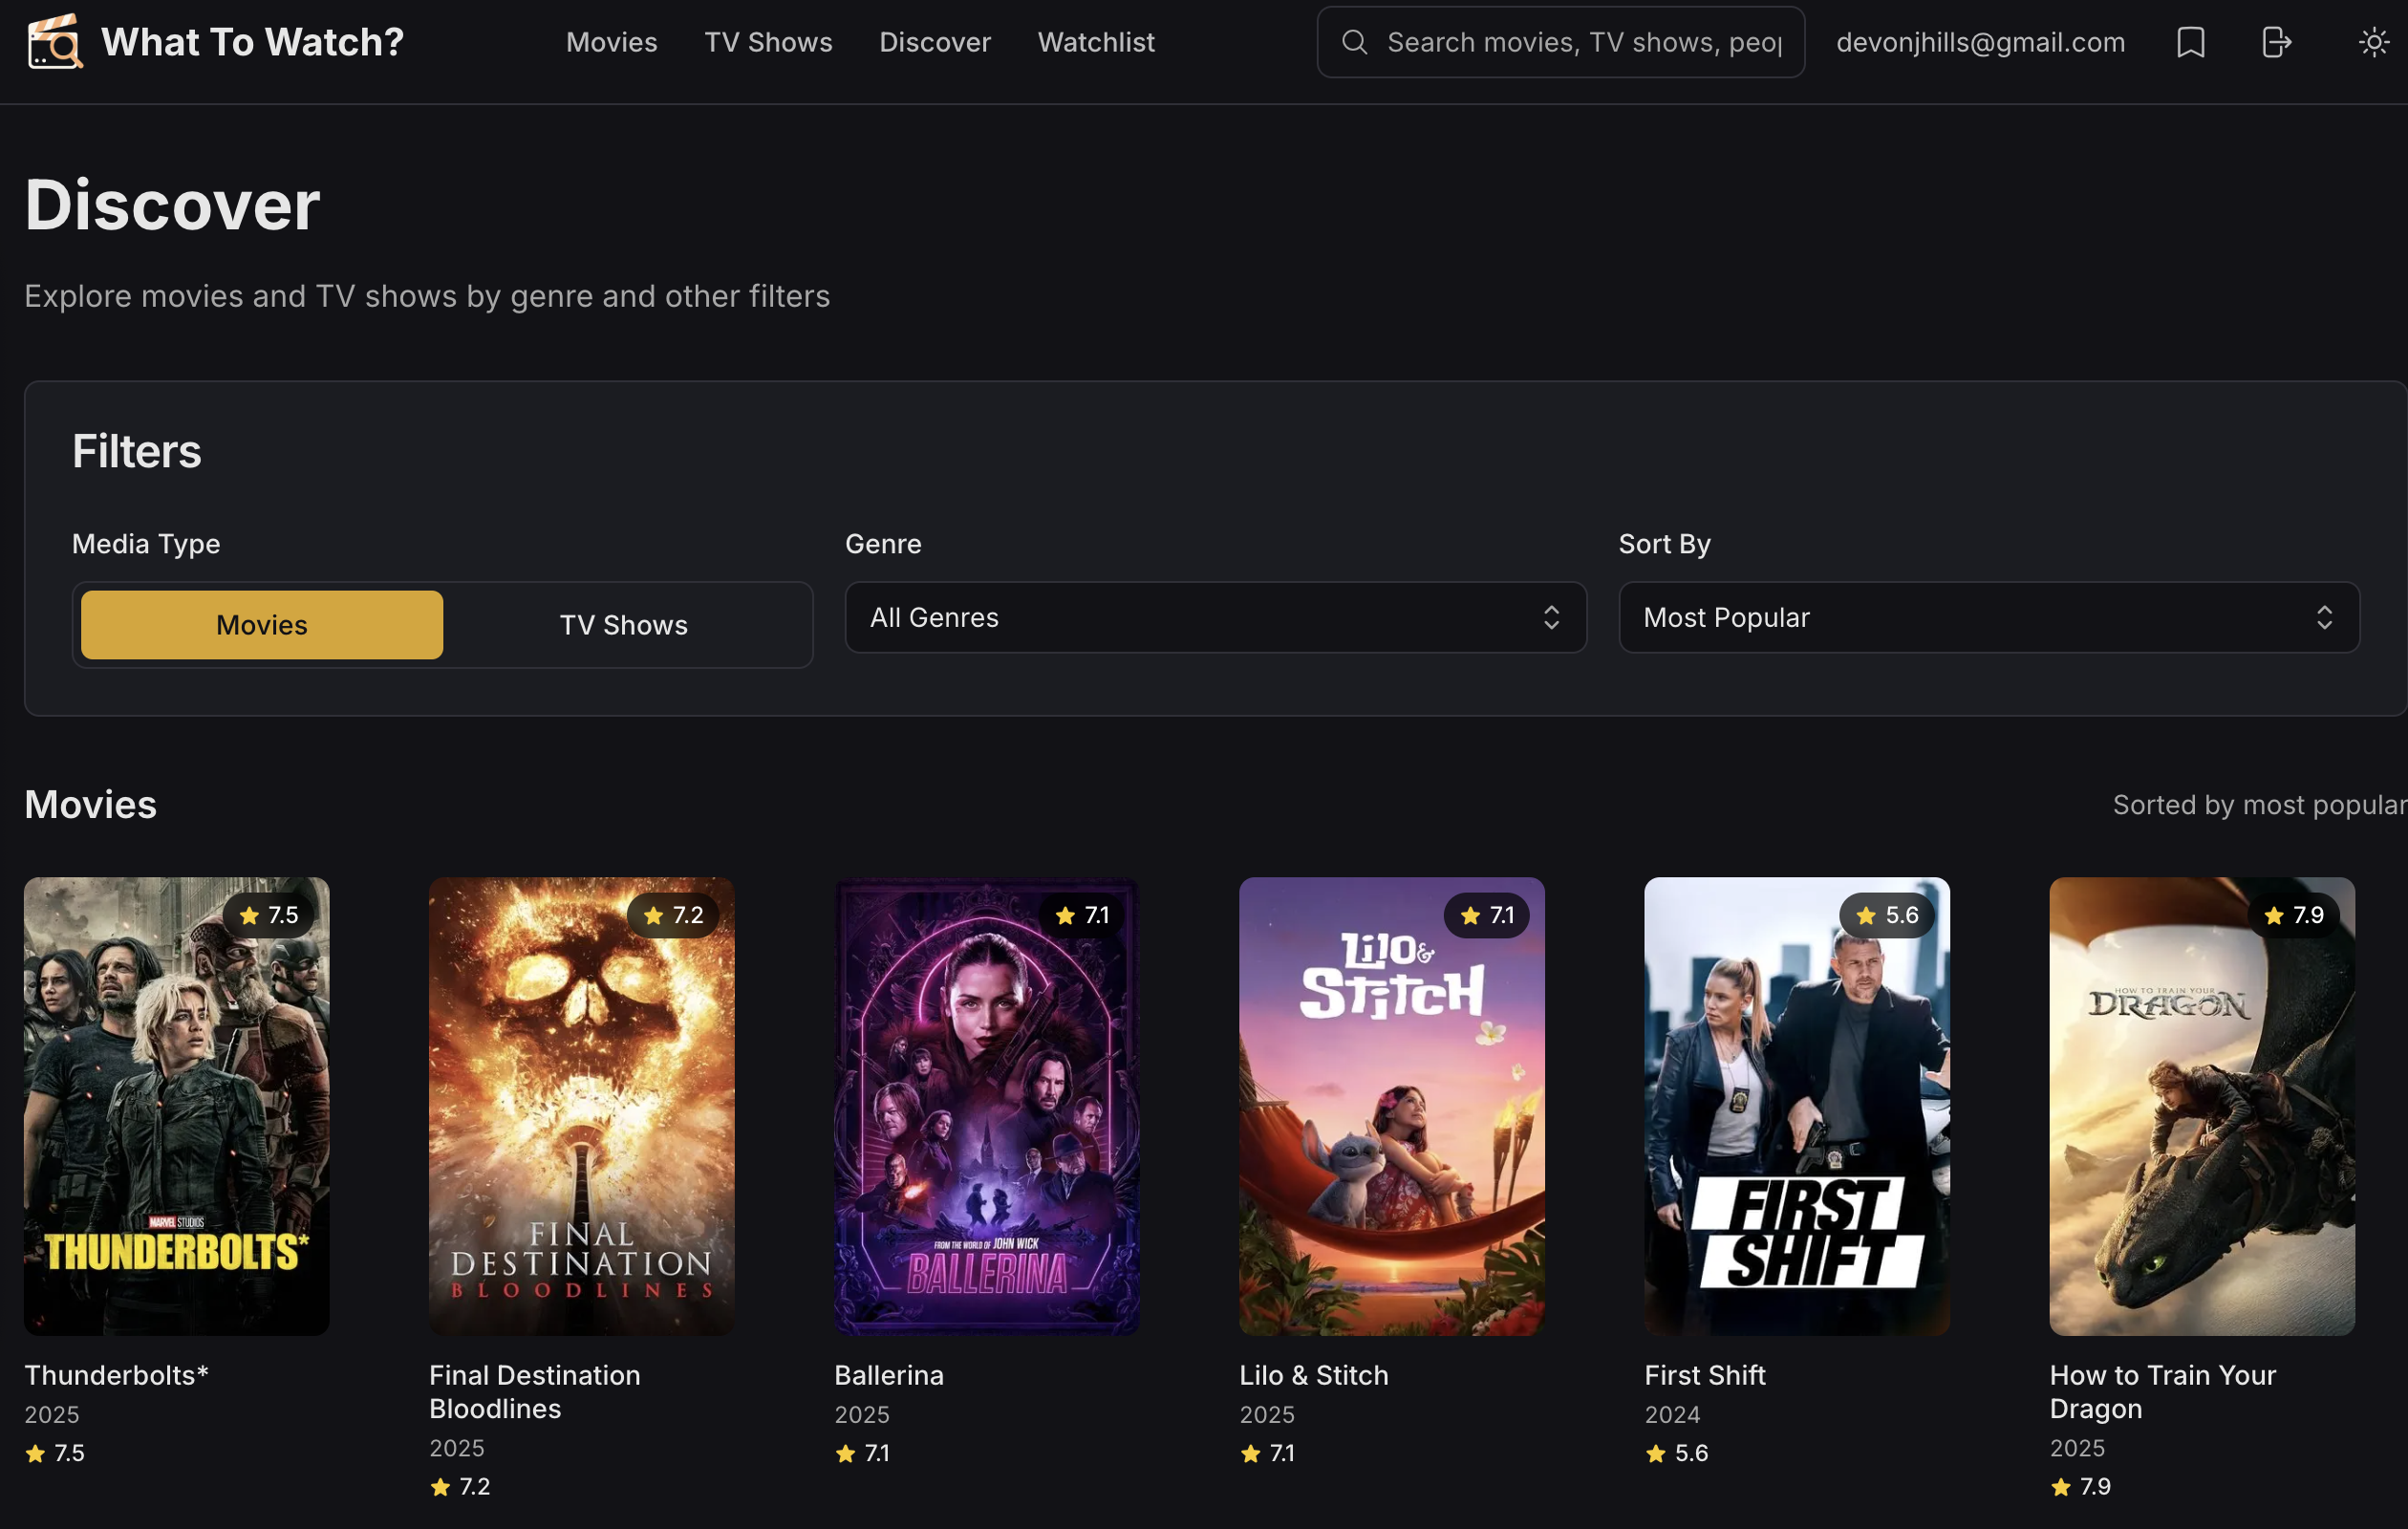 What To Watch?
Movies
TV Shows
Discover
Watchlist
Search movies, TV shows, peop
devonjhills@gmail.com
Discover
Explore movies and TV shows by genre and other filters
Filters
Media Type
Genre
Sort By
Movies
TV Shows
All Genres
Most Popular
Movies
Sorted by most popular
7.5
MARVEL STUDIOS
THUNDERBOLTS*
7.2
FINAL
DESTINATION
BLOODLINES
7.1
FROM THE WORLD OF JOHN WICK
BALLERINA
7.1
Lilo &
Stitch
5.6
FIRST
SHIFT
7.9
HOW TO TRAIN YOUR
DRAGON
Thunderbolts*
2025
7.5
Final Destination
Bloodlines
2025
7.2
Ballerina
2025
7.1
Lilo & Stitch
2025
7.1
First Shift
2024
5.6
How to Train Your
Dragon
2025
7.9